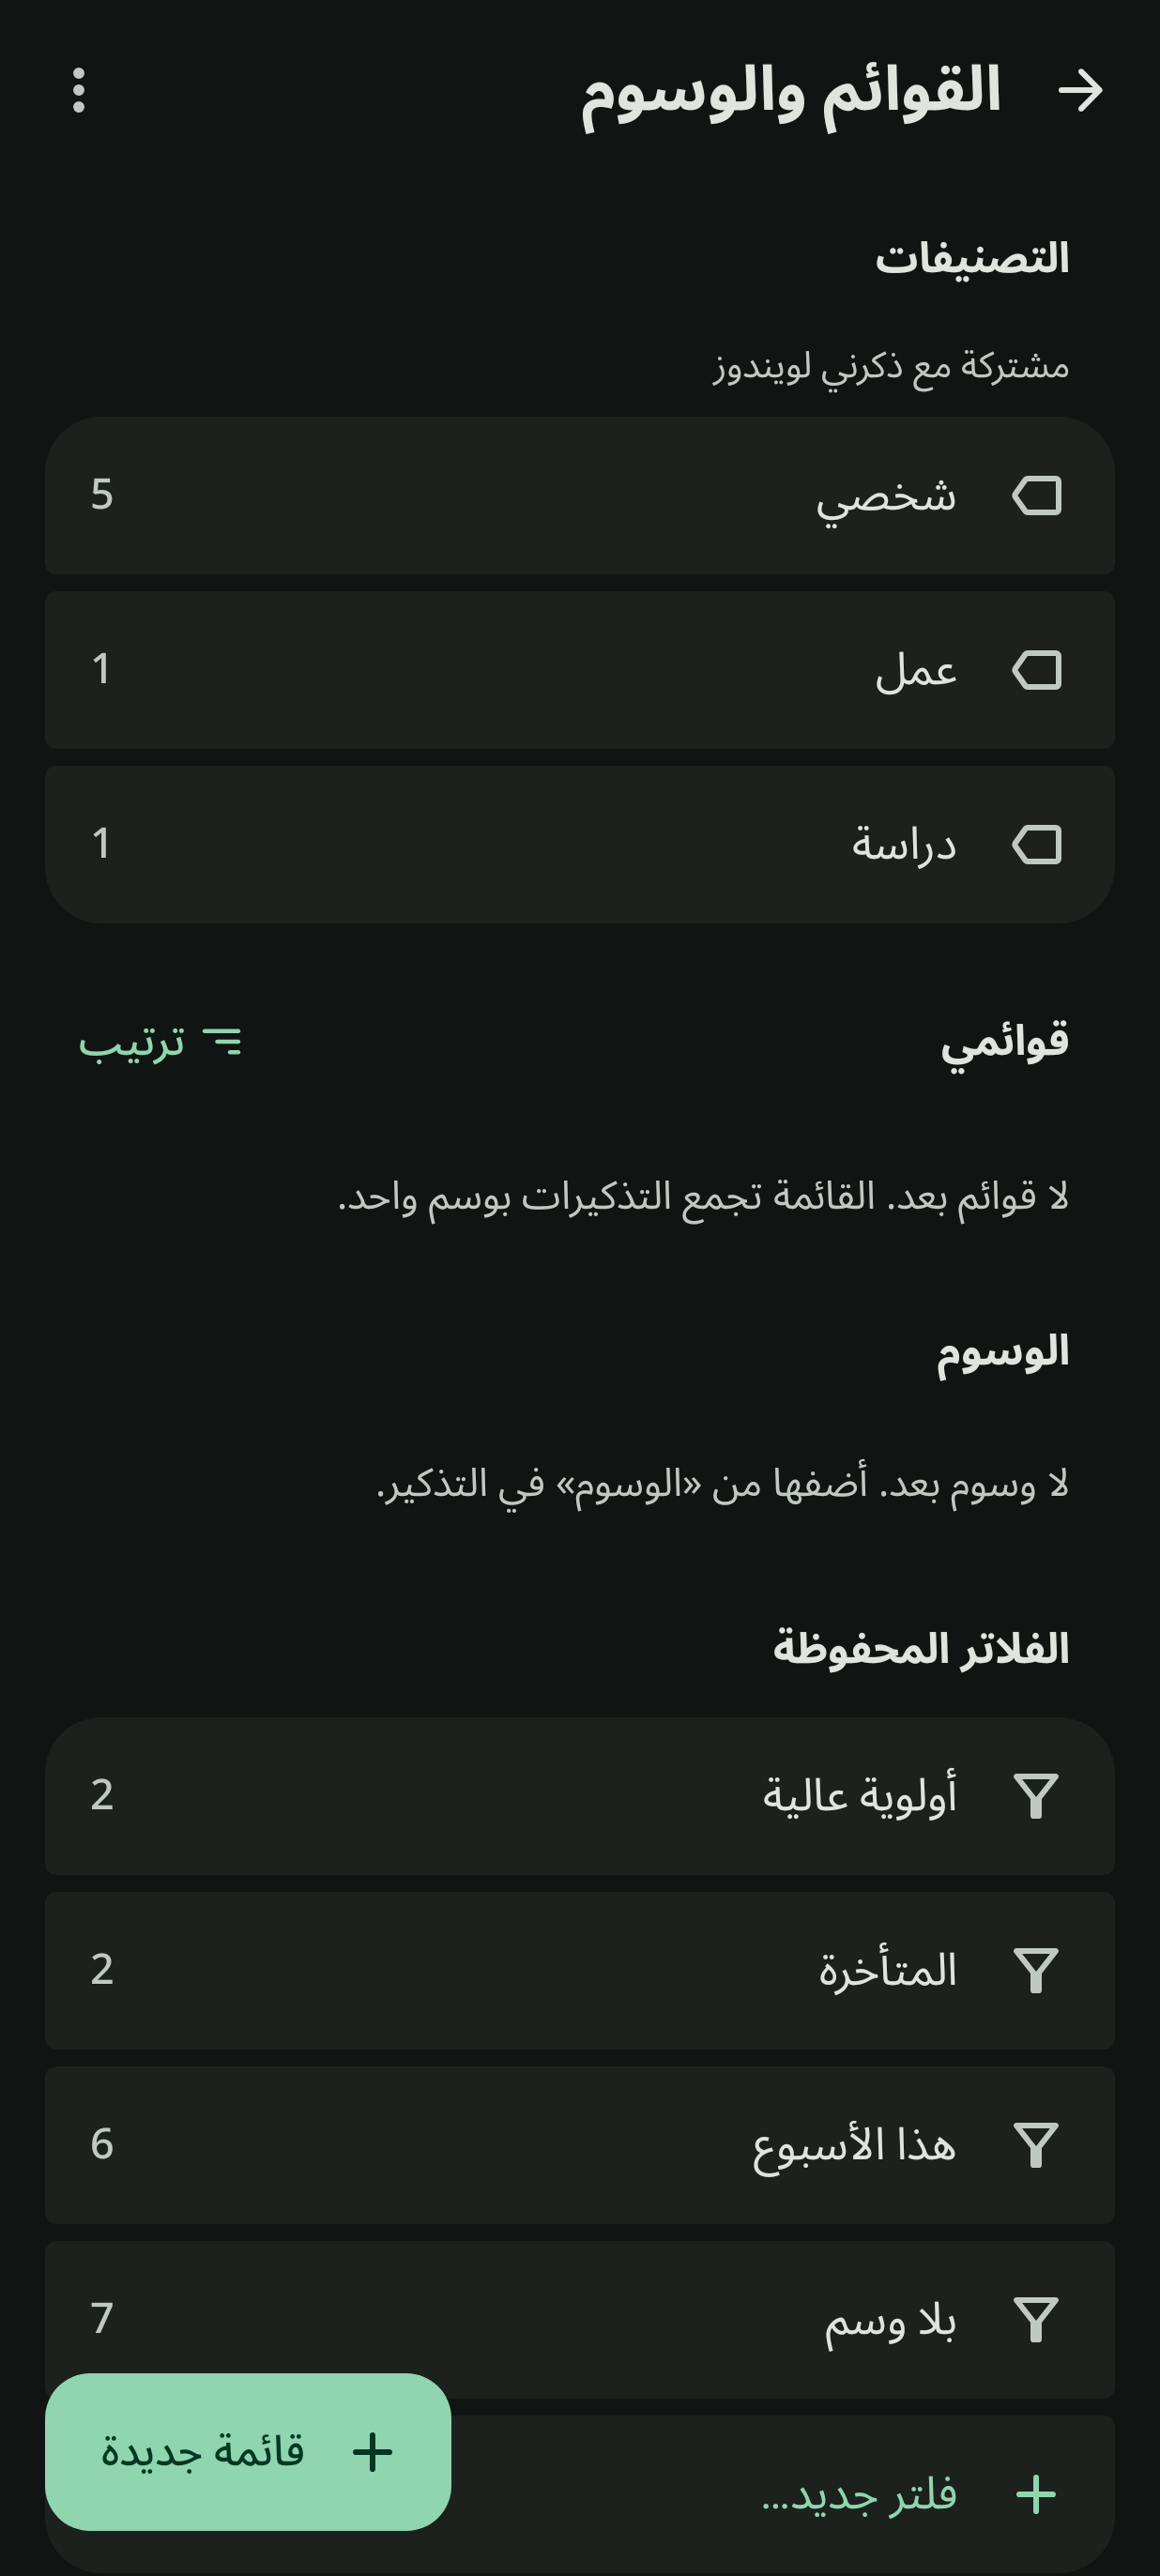 القوائم والوسوم
التصنيفات
مشتركة مع ذكرني لويندوز
شخصي 5
عمل 1
دراسة 1
قوائمي ترتيب
لا قوائم بعد. القائمة تجمع التذكيرات بوسم واحد.
الوسوم
لا وسوم بعد. أضفها من «الوسوم» في التذكير.
الفلاتر المحفوظة
أولوية عالية 2
المتأخرة 2
هذا الأسبوع 6
بلا وسم 7
فلتر جديد...
قائمة جديدة